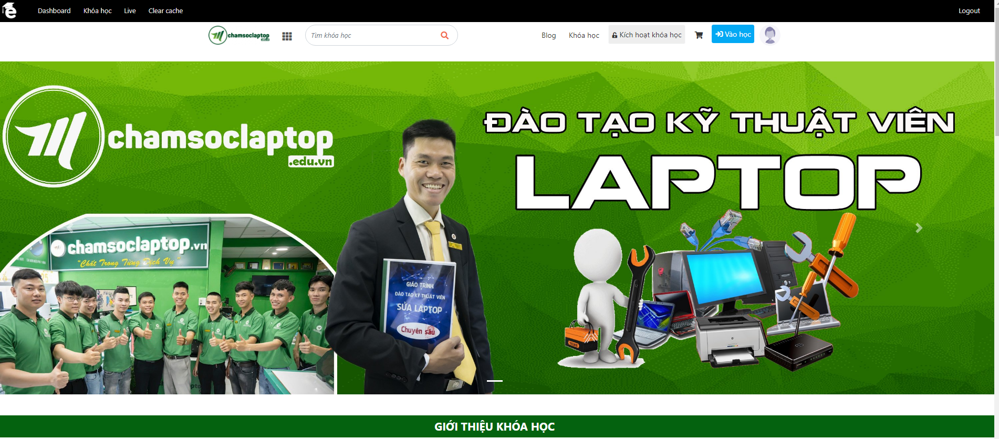 Dashboard Khóa học Live Clear cache Logout
chamsoclaptop
.edu.vn
Tìm khóa học
Blog Khóa học Kích hoạt khóa học Vào học
chamsoclaptop
.edu.vn
ĐÀO TẠO KỸ THUẬT VIÊN
LAPTOP
chamsoclaptop.vn
"Chất Trong Từng Dịch Vụ"
GIÁO TRÌNH
ĐÀO TẠO KỸ THUẬT VIÊN
SỬA LAPTOP
Chuyên sâu
GIỚI THIỆU KHÓA HỌC